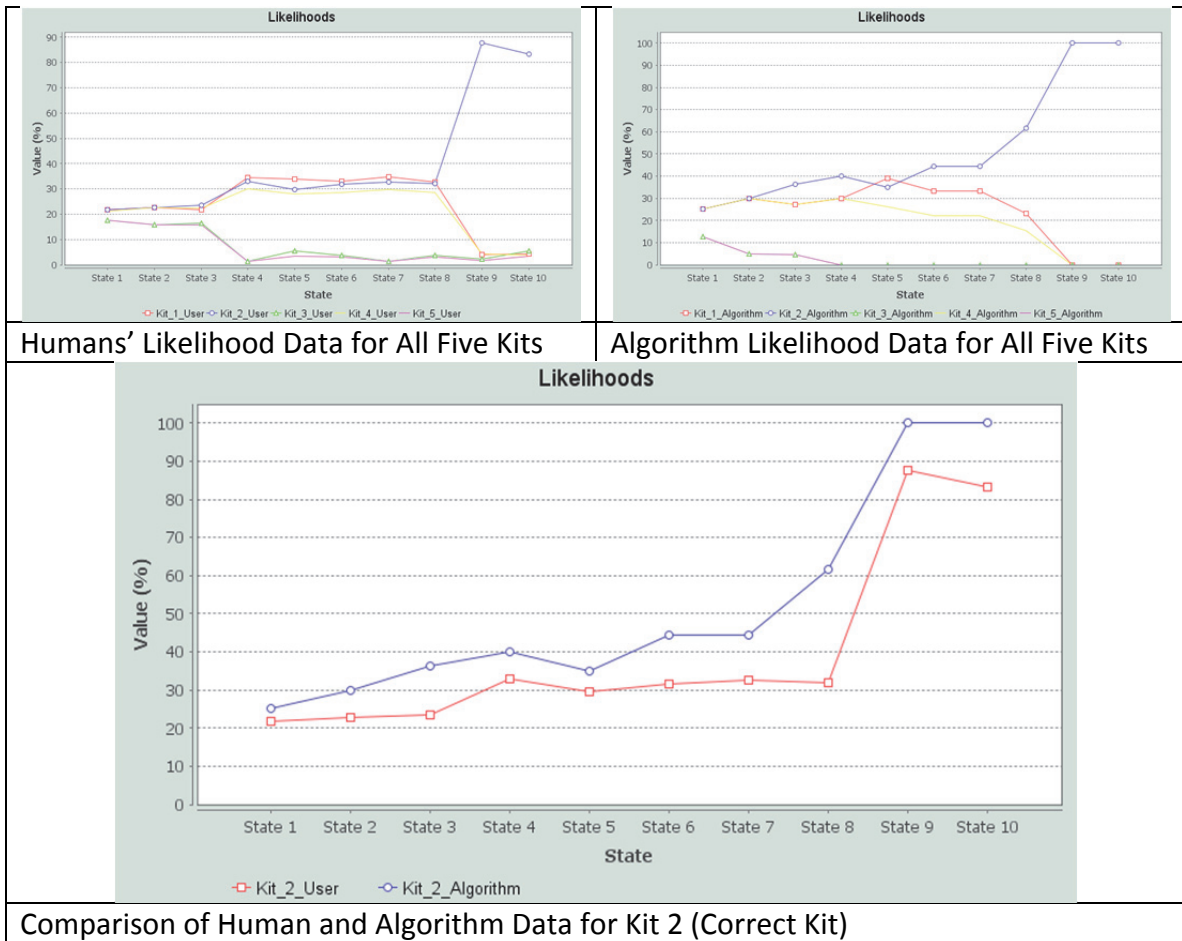 Likelihoods
90
80
70
60
50
40
30
20
10
0
Value (%)
State 1 State 2 State 3 State 4 State 5 State 6 State 7 State 8 State 9 State 10
State
Kit_1_User Kit_2_User Kit_3_User Kit_4_User Kit_5_User
Humans’ Likelihood Data for All Five Kits
Likelihoods
100
90
80
70
60
50
40
30
20
10
0
Value (%)
State 1 State 2 State 3 State 4 State 5 State 6 State 7 State 8 State 9 State 10
State
Kit_1_Algorithm Kit_2_Algorithm Kit_3_Algorithm Kit_4_Algorithm Kit_5_Algorithm
Algorithm Likelihood Data for All Five Kits
Likelihoods
100
90
80
70
60
50
40
30
20
10
0
Value (%)
State 1 State 2 State 3 State 4 State 5 State 6 State 7 State 8 State 9 State 10
State
Kit_2_User Kit_2_Algorithm
Comparison of Human and Algorithm Data for Kit 2 (Correct Kit)